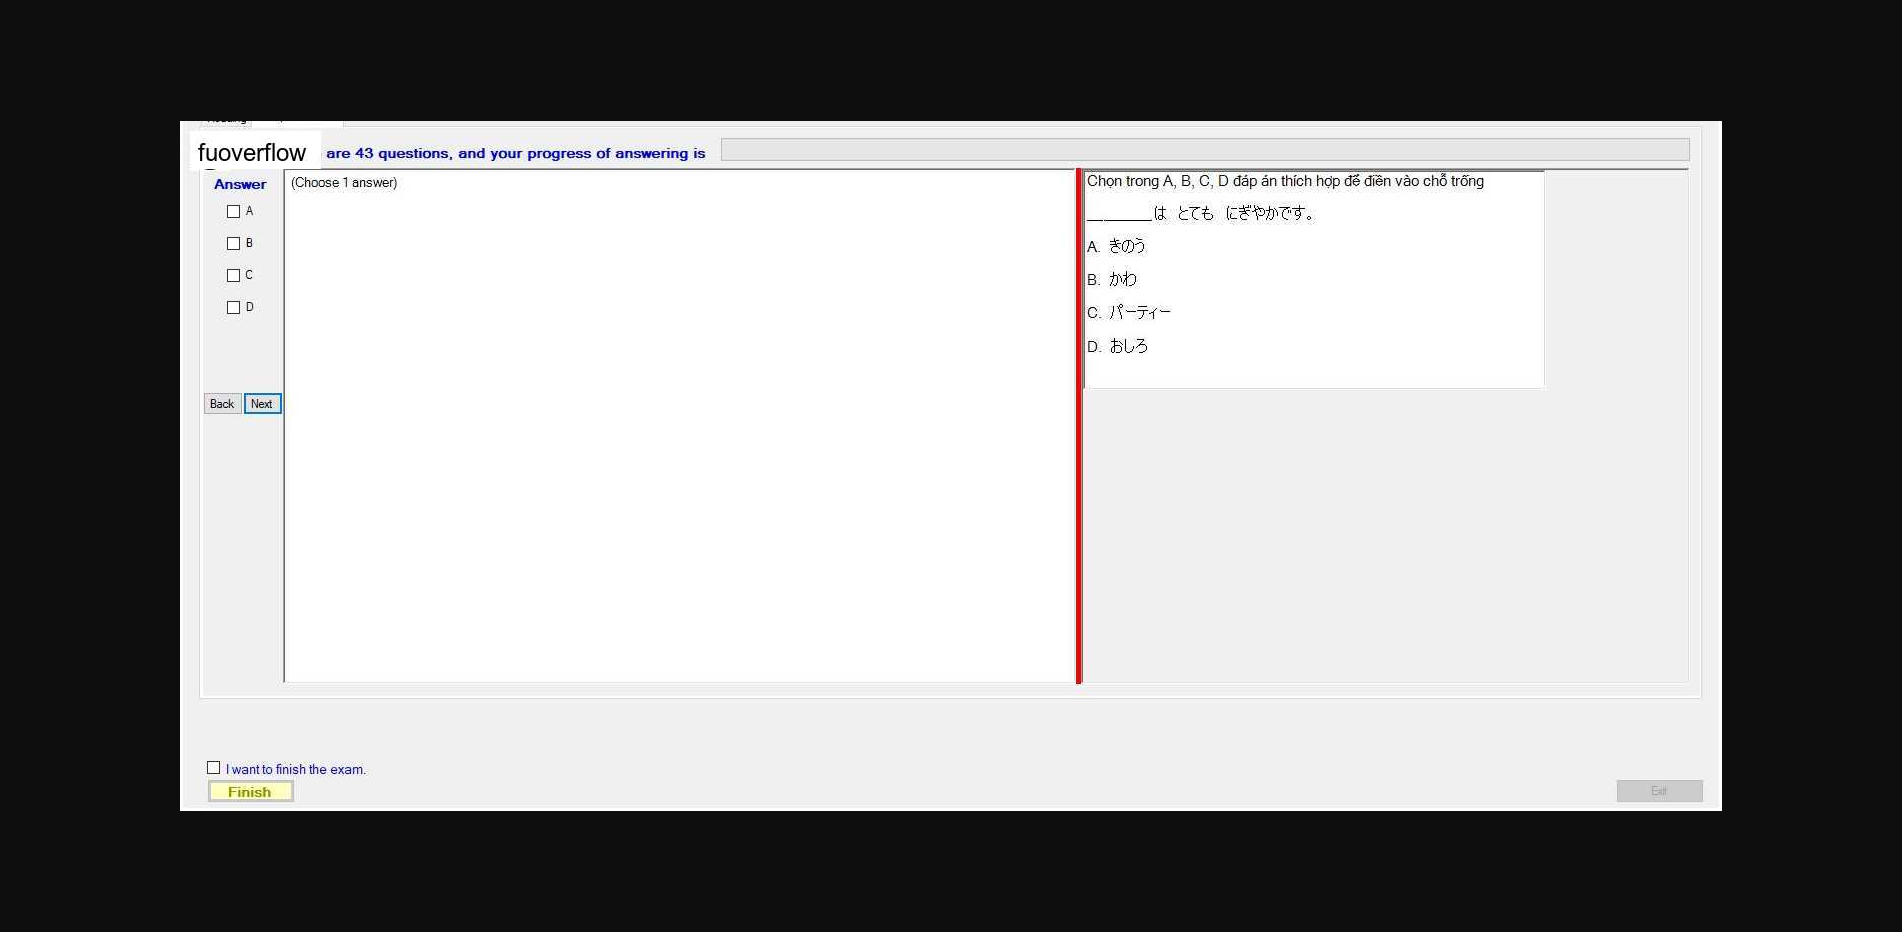 fuoverflow are 43 questions, and your progress of answering is
Answer
(Choose 1 answer)
A
B
C
D
Back Next
Chọn trong A, B, C, D đáp án thích hợp để điền vào chỗ trống
________は とても にぎやかです。
A. きのう
B. かわ
C. パーティー
D. おしろ
I want to finish the exam.
Finish
Exit